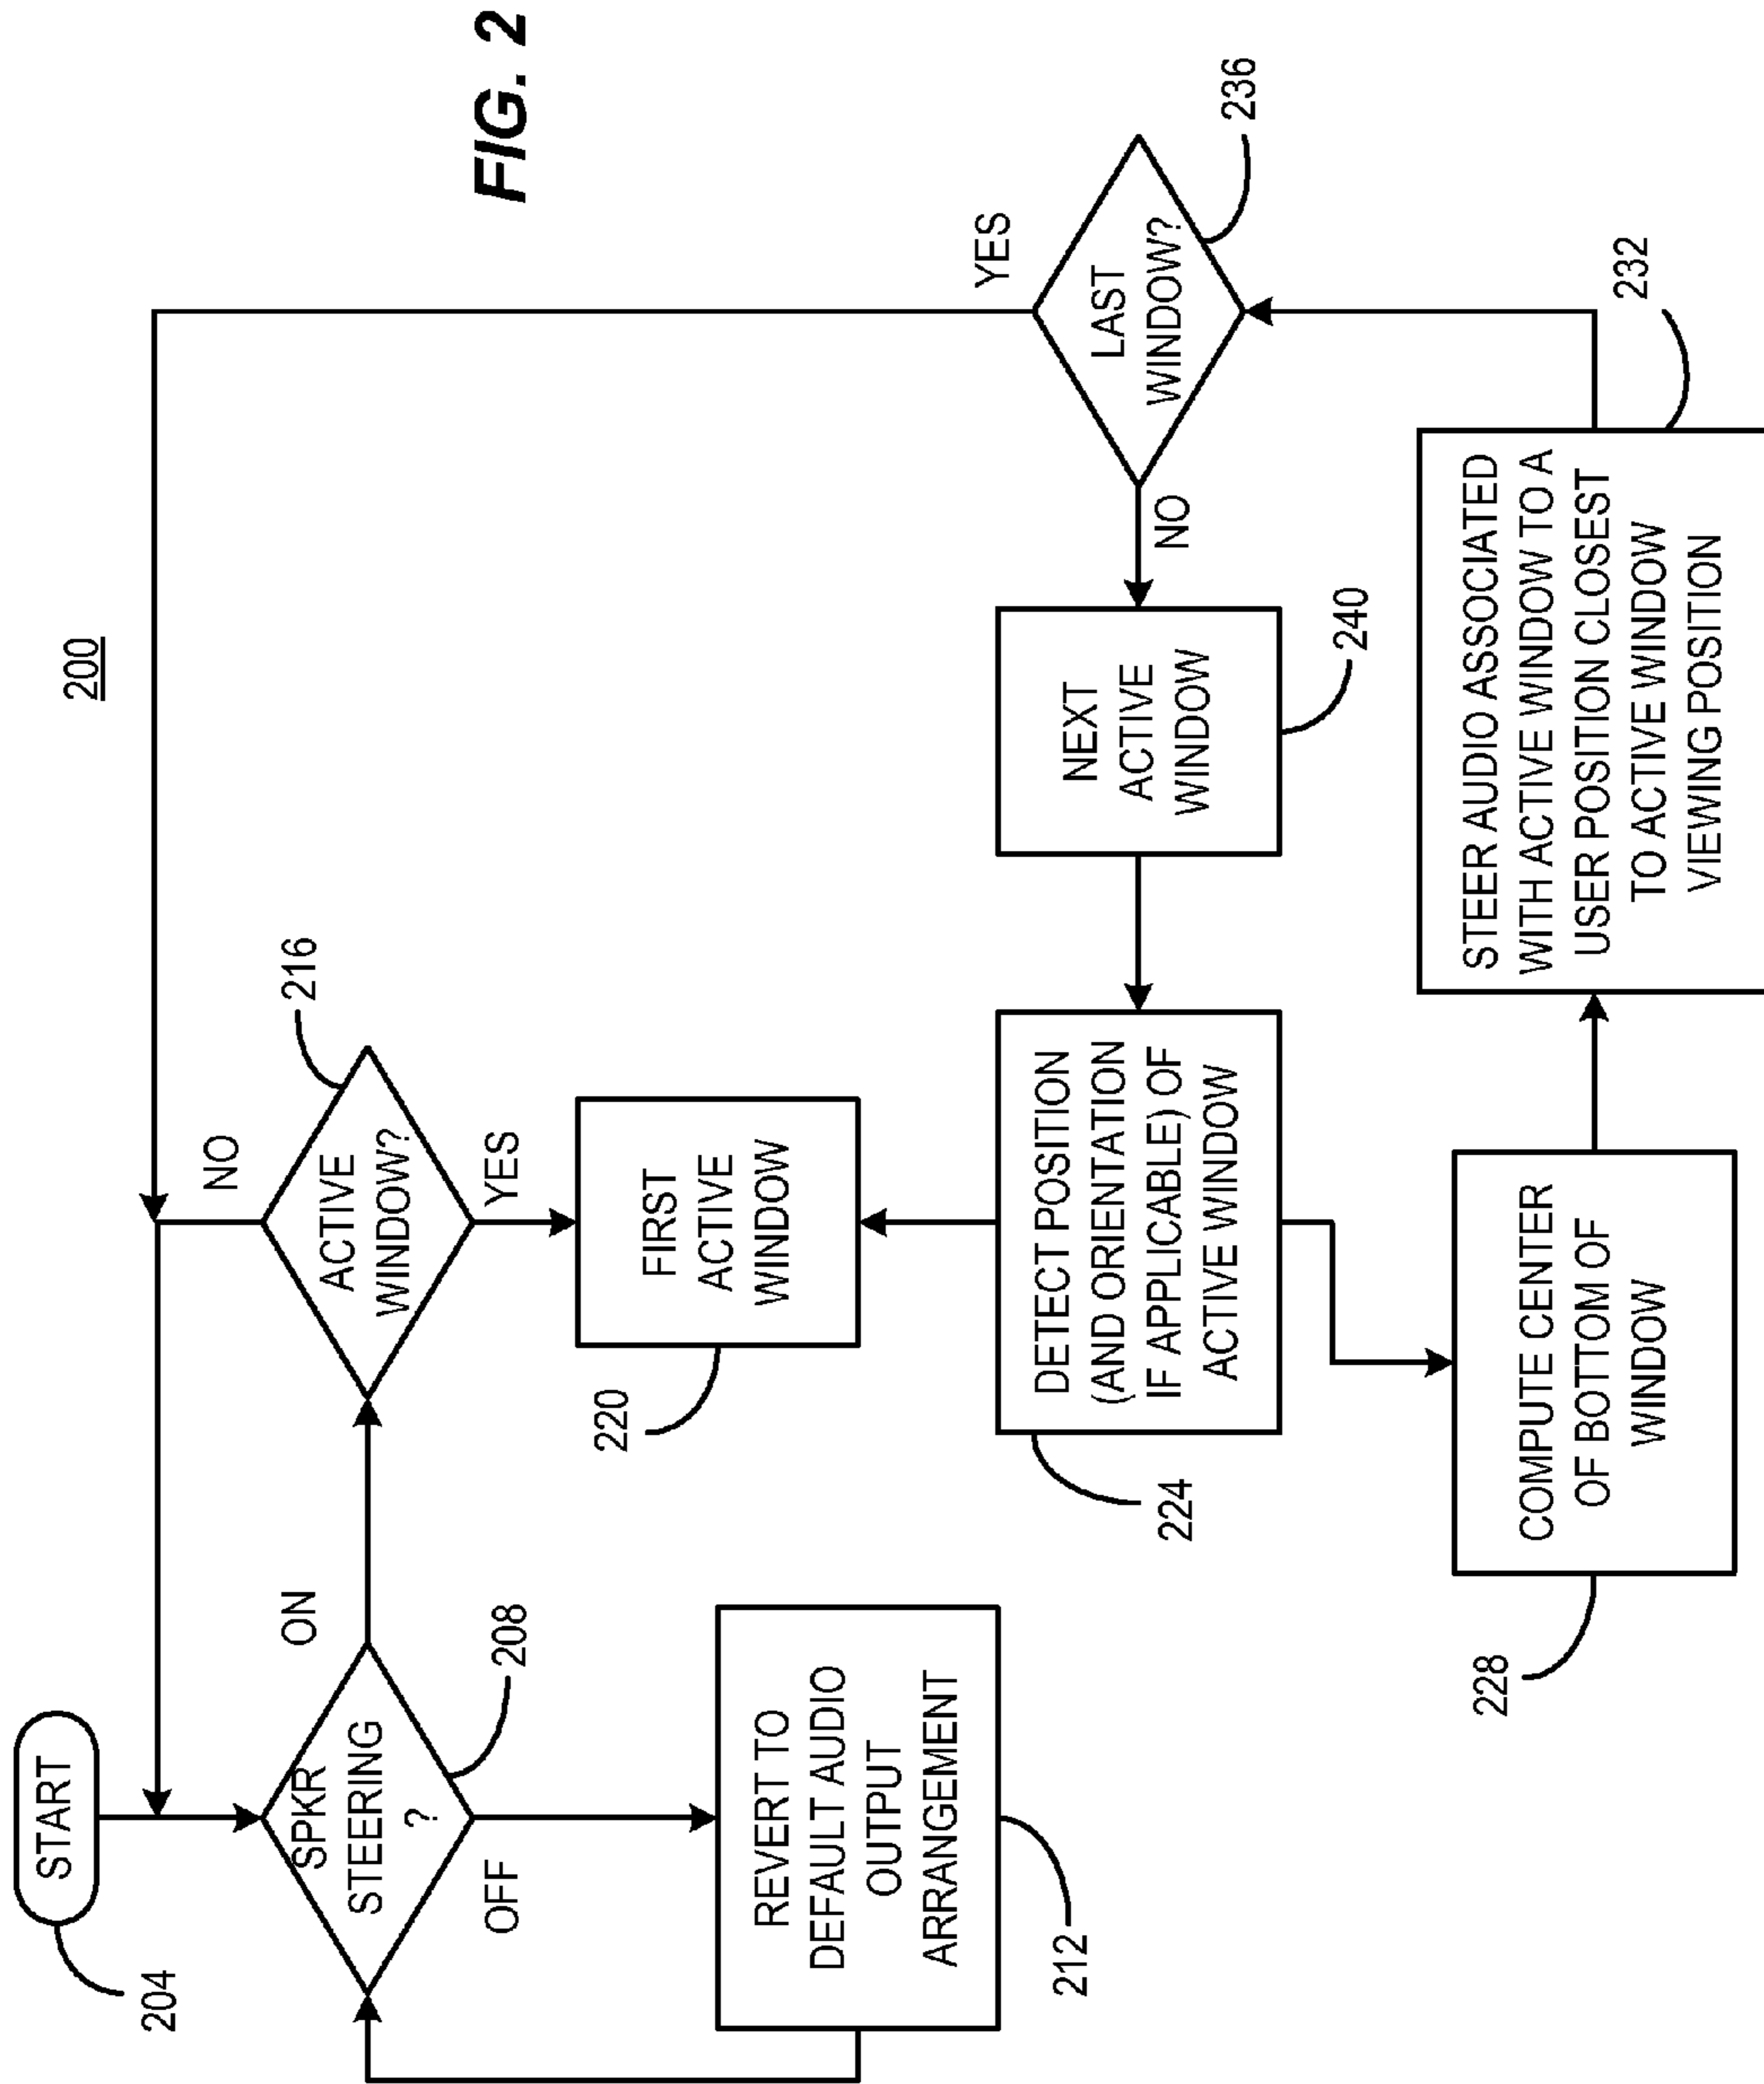 200
FIG. 2
START
204
SPKR
STEERING
?
208
ON
OFF
REVERT TO
DEFAULT AUDIO
OUTPUT
ARRANGEMENT
212
ACTIVE
WINDOW?
216
NO
YES
FIRST
ACTIVE
WINDOW
220
DETECT POSITION
(AND ORIENTATION
IF APPLICABLE) OF
ACTIVE WINDOW
224
COMPUTE CENTER
OF BOTTOM OF
WINDOW
228
STEER AUDIO ASSOCIATED
WITH ACTIVE WINDOW TO A
USER POSITION CLOSEST
TO ACTIVE WINDOW
VIEWING POSITION
232
LAST
WINDOW?
236
YES
NO
NEXT
ACTIVE
WINDOW
240